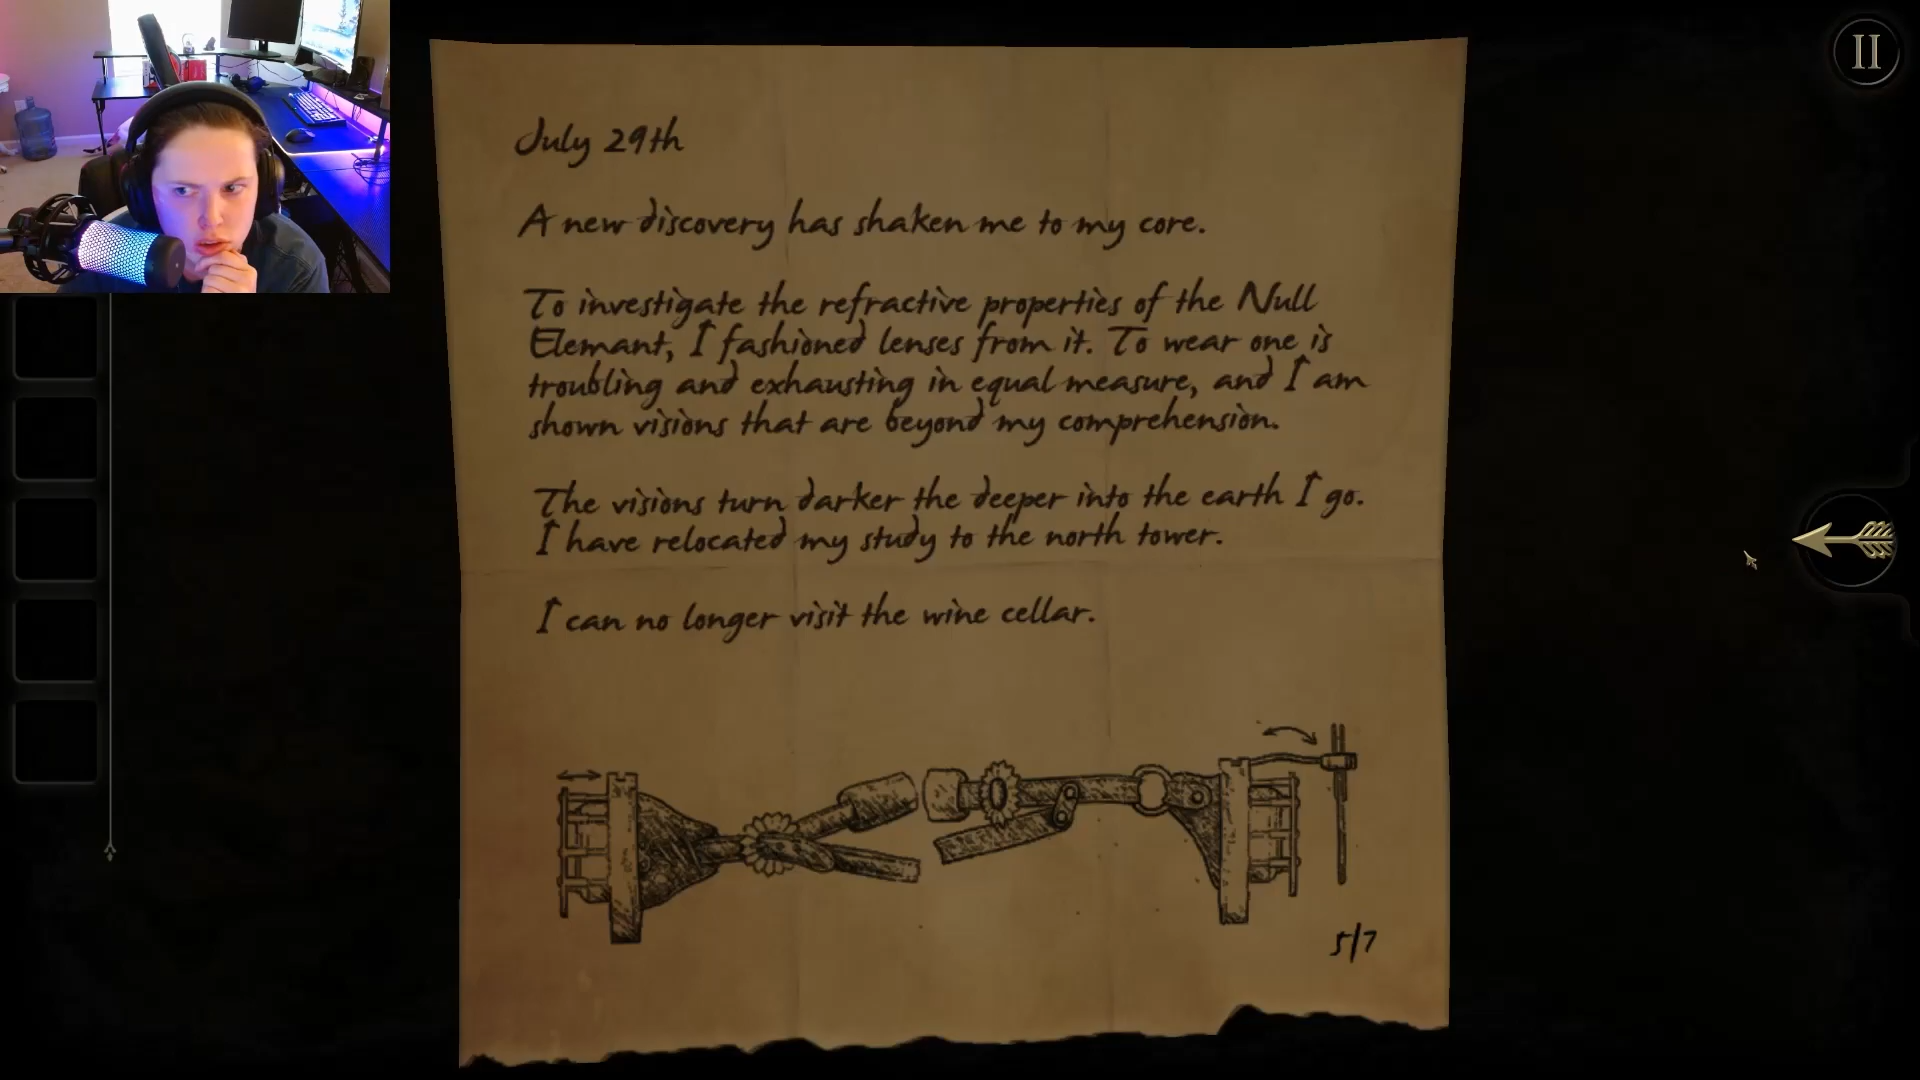 July 29th
A new discovery has shaken me to my core.
To investigate the refractive properties of the Null
Elemant, I fashioned lenses from it. To wear one is
troubling and exhausting in equal measure, and I am
shown visions that are beyond my comprehension.
The visions turn darker the deeper into the earth I go.
I have relocated my study to the north tower.
I can no longer visit the wine cellar.
5/7